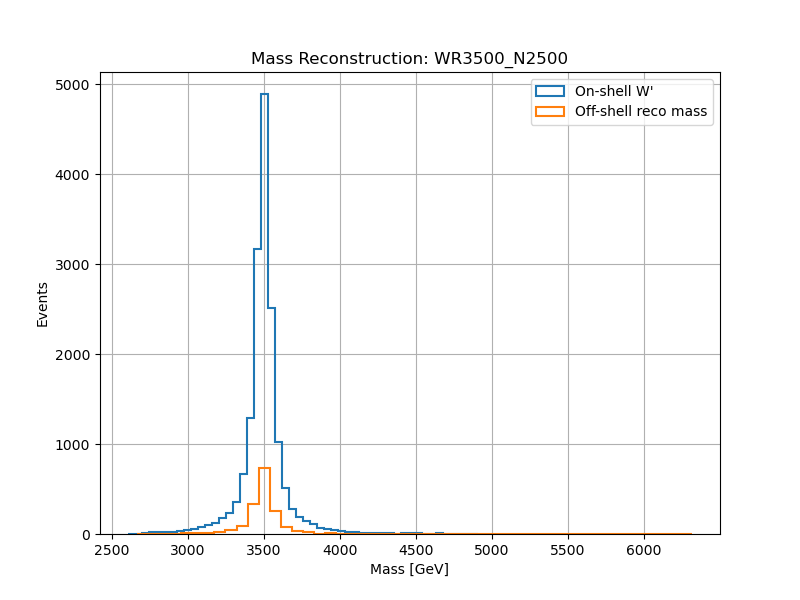 Mass Reconstruction: WR3500_N2500
On-shell W'
Off-shell reco mass
5000
4000
3000
2000
1000
0
Events
2500 3000 3500 4000 4500 5000 5500 6000
Mass [GeV]